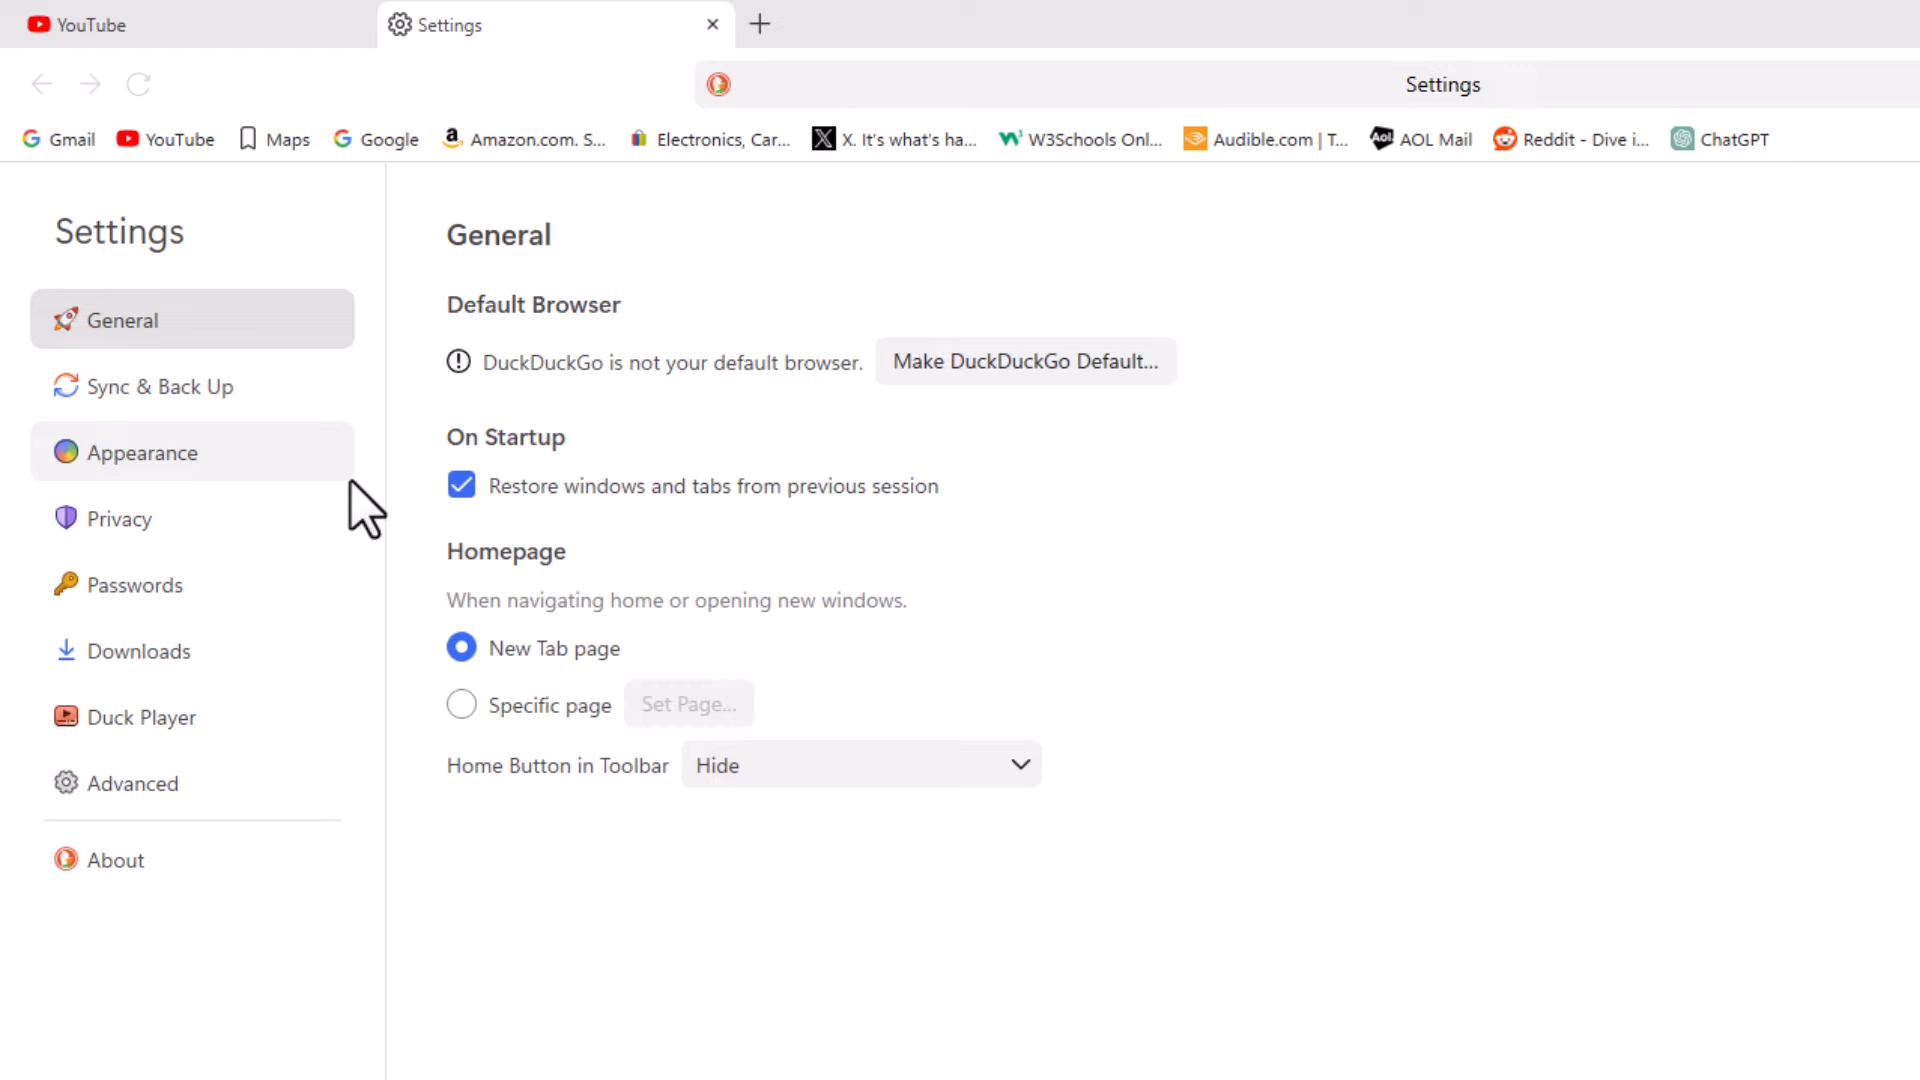 YouTube
Settings
Settings
Gmail YouTube Maps Google Amazon.com. S... Electronics, Car... X. It's what's ha... W3Schools Onl... Audible.com | T... Aol AOL Mail Reddit - Dive i... ChatGPT
Settings
General
Sync & Back Up
Appearance
Privacy
Passwords
Downloads
Duck Player
Advanced
About
General
Default Browser
DuckDuckGo is not your default browser. Make DuckDuckGo Default...
On Startup
Restore windows and tabs from previous session
Homepage
When navigating home or opening new windows.
New Tab page
Specific page Set Page...
Home Button in Toolbar Hide